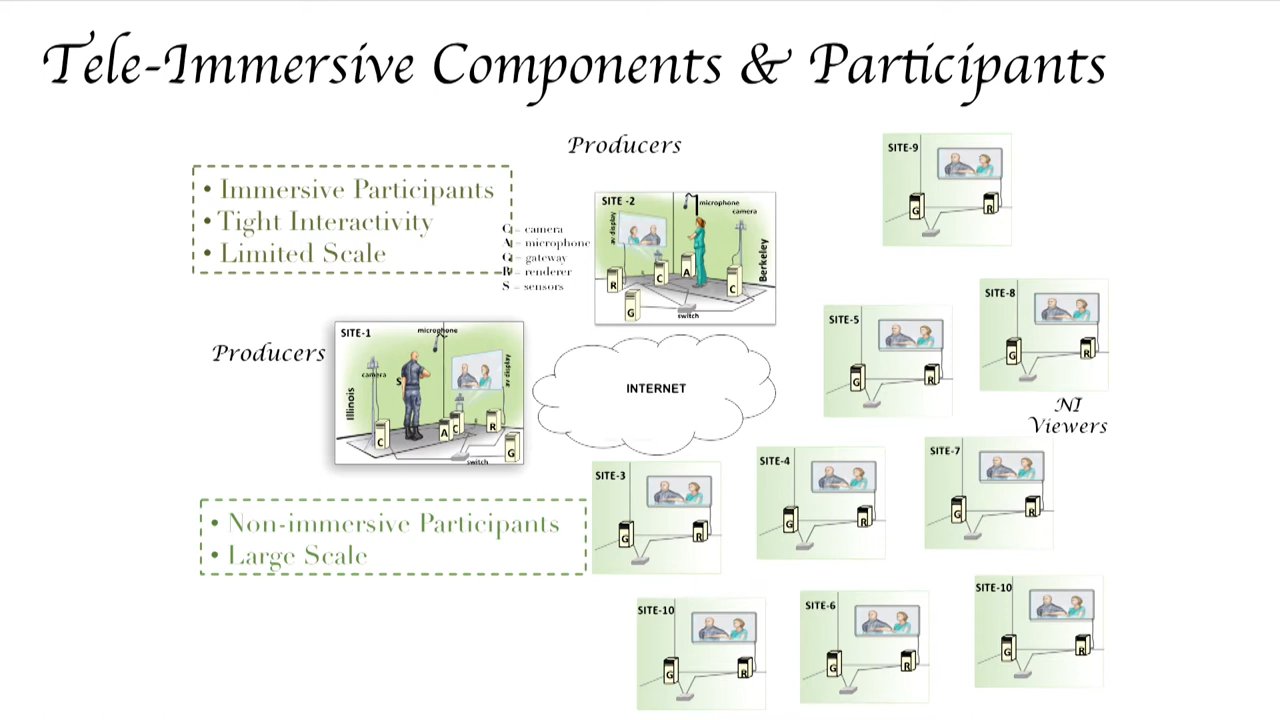 Tele-Immersive Components & Participants
Producers
• Immersive Participants
• Tight Interactivity
• Limited Scale
C – camera
A – microphone
G – gateway
R – renderer
S – sensors
SITE -2
microphone
camera
av display
Berkeley
R
C
A
C
G
switch
SITE-9
G
R
SITE-8
G
R
SITE-5
G
R
Producers
SITE-1
microphone
camera
S
av display
Illinois
C
A
C
R
G
switch
INTERNET
NI
Viewers
SITE-3
G
R
SITE-4
G
R
SITE-7
G
R
• Non-immersive Participants
• Large Scale
SITE-10
G
R
SITE-6
G
R
SITE-10
G
R